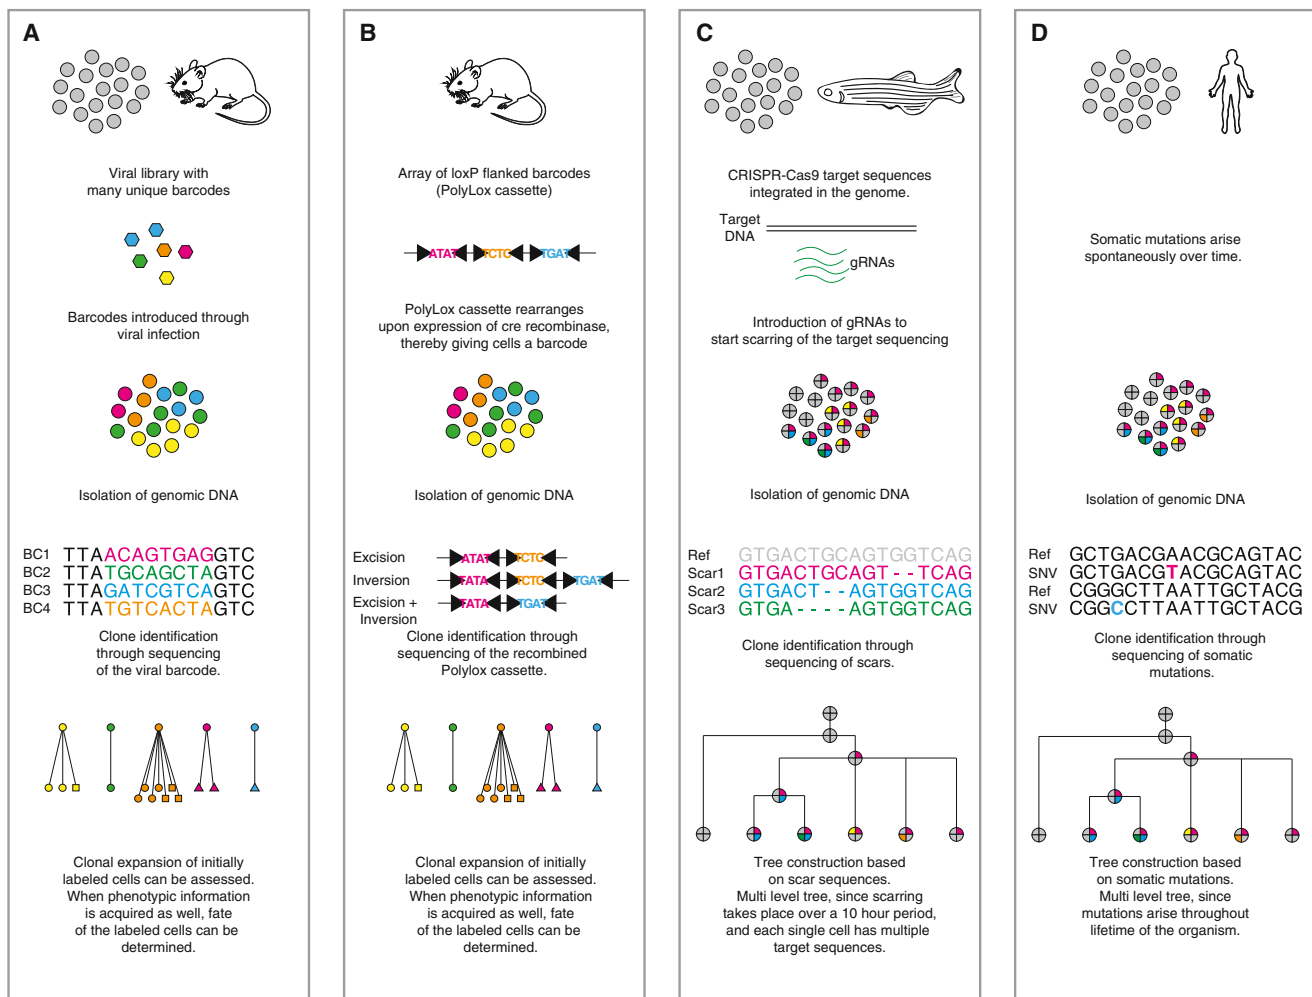 A
Viral library with
many unique barcodes
Barcodes introduced through
viral infection
Isolation of genomic DNA
BC1 TTAACAGTGAGGTC
BC2 TTATGCAGCTAGTC
BC3 TTAGATCGTCAGTC
BC4 TTATGTCACTAGTC
Clone identification
through sequencing
of the viral barcode.
Clonal expansion of initially
labeled cells can be assessed.
When phenotypic information
is acquired as well, fate
of the labeled cells can be
determined.
B
Array of loxP flanked barcodes
(PolyLox cassette)
ATAT TCTC TGAT
PolyLox cassette rearranges
upon expression of cre recombinase,
thereby giving cells a barcode
Isolation of genomic DNA
Excision ATAT TCTC
Inversion TATA TCTC TGAT
Excision + TATA TGAT
Inversion
Clone identification through
sequencing of the recombined
Polylox cassette.
Clonal expansion of initially
labeled cells can be assessed.
When phenotypic information
is acquired as well, fate
of the labeled cells can be
determined.
C
CRISPR-Cas9 target sequences
integrated in the genome.
Target
DNA
gRNAs
Introduction of gRNAs to
start scarring of the target sequencing
Isolation of genomic DNA
Ref GTGACTGCAGTGGTCAG
Scar1 GTGACTGCAGT--TCAG
Scar2 GTGACT--AGTGGTCAG
Scar3 GTGA----AGTGGTCAG
Clone identification through
sequencing of scars.
Tree construction based
on scar sequences.
Multi level tree, since scarring
takes place over a 10 hour period,
and each single cell has multiple
target sequences.
D
Somatic mutations arise
spontaneously over time.
Isolation of genomic DNA
Ref GCTGACGAACGCAGTAC
SNV GCTGACGTACGCAGTAC
Ref CGGGCTTAATTGCTACG
SNV CGGCCTTAATTGCTACG
Clone identification through
sequencing of somatic
mutations.
Tree construction based
on somatic mutations.
Multi level tree, since
mutations arise throughout
lifetime of the organism.